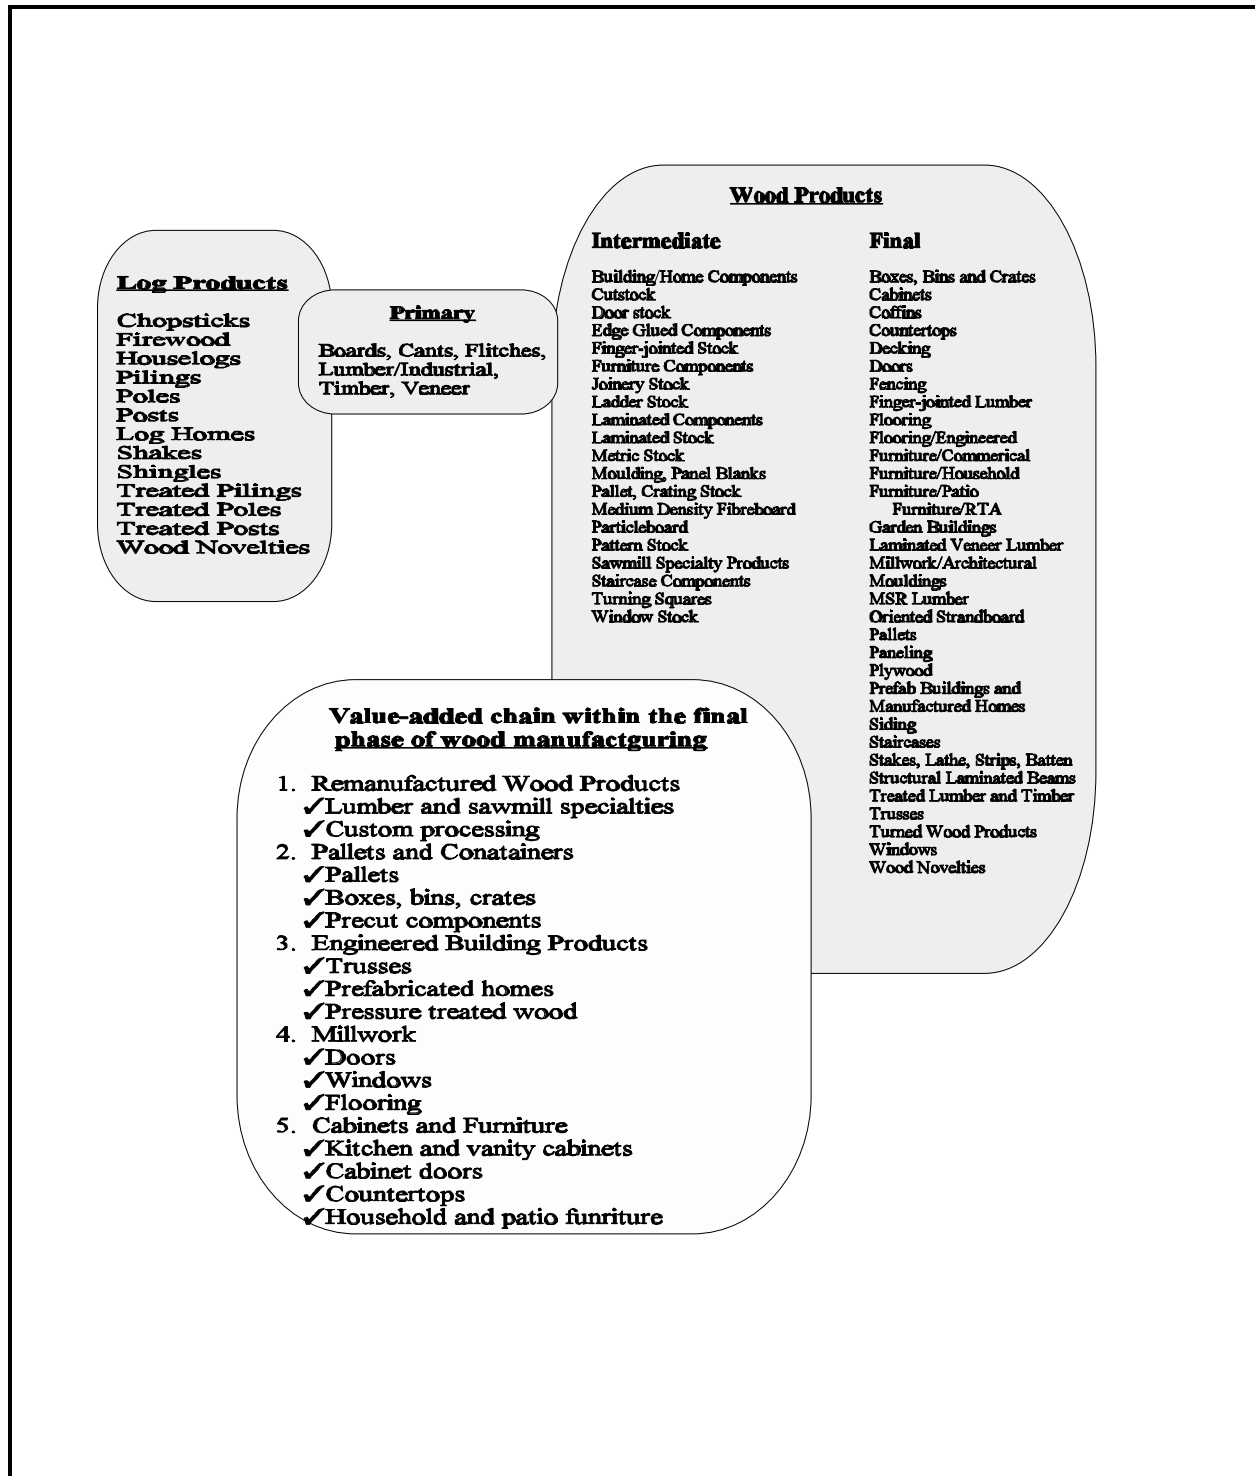 Log Products
Chopsticks
Firewood
Houselogs
Pilings
Poles
Posts
Log Homes
Shakes
Shingles
Treated Pilings
Treated Poles
Treated Posts
Wood Novelties
Primary
Boards, Cants, Flitches,
Lumber/Industrial,
Timber, Veneer
Wood Products
Intermediate
Building/Home Components
Cutstock
Door stock
Edge Glued Components
Finger-jointed Stock
Furniture Components
Joinery Stock
Ladder Stock
Laminated Components
Laminated Stock
Metric Stock
Moulding, Panel Blanks
Pallet, Crating Stock
Medium Density Fibreboard
Particleboard
Pattern Stock
Sawmill Specialty Products
Staircase Components
Turning Squares
Window Stock
Final
Boxes, Bins and Crates
Cabinets
Coffins
Countertops
Decking
Doors
Fencing
Finger-jointed Lumber
Flooring
Flooring/Engineered
Furniture/Commerical
Furniture/Household
Furniture/Patio
Furniture/RTA
Garden Buildings
Laminated Veneer Lumber
Millwork/Architectural
Mouldings
MSR Lumber
Oriented Strandboard
Pallets
Paneling
Plywood
Prefab Buildings and
Manufactured Homes
Siding
Staircases
Stakes, Lathe, Strips, Batten
Structural Laminated Beams
Treated Lumber and Timber
Trusses
Turned Wood Products
Windows
Wood Novelties
Value-added chain within the final
phase of wood manufactguring
1. Remanufactured Wood Products
✓Lumber and sawmill specialties
✓Custom processing
2. Pallets and Conatainers
✓Pallets
✓Boxes, bins, crates
✓Precut components
3. Engineered Building Products
✓Trusses
✓Prefabricated homes
✓Pressure treated wood
4. Millwork
✓Doors
✓Windows
✓Flooring
5. Cabinets and Furniture
✓Kitchen and vanity cabinets
✓Cabinet doors
✓Countertops
✓Household and patio funriture